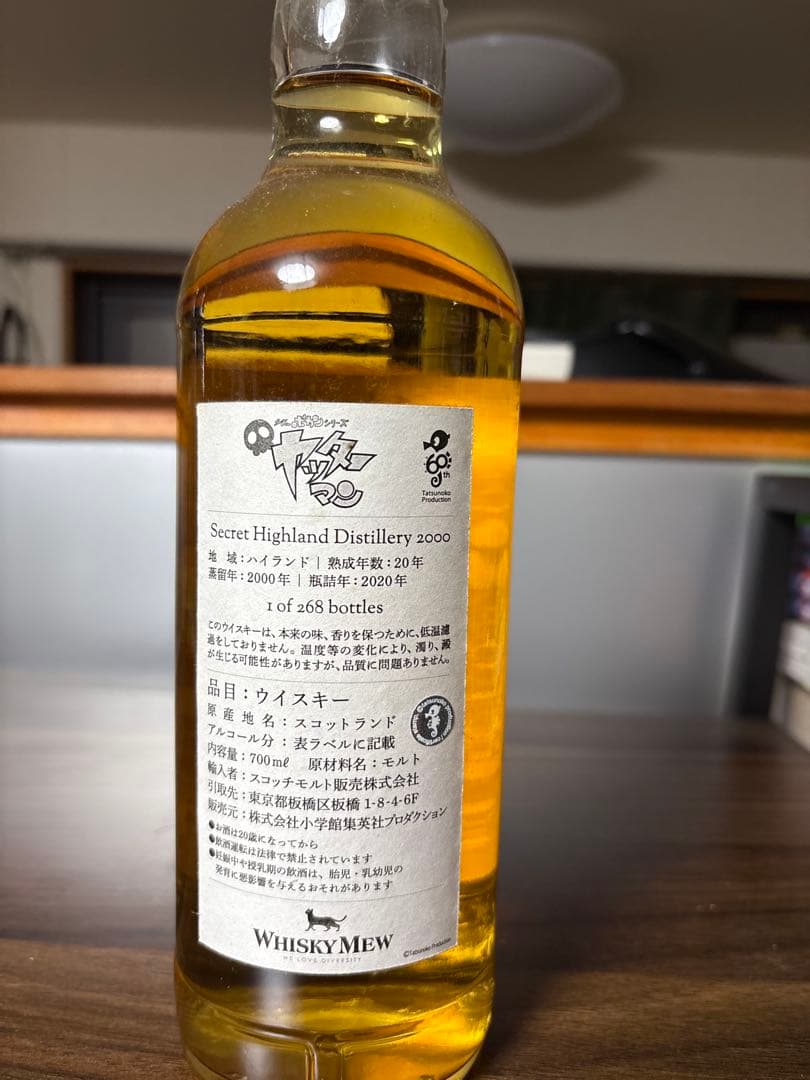 タイムボカンシリーズ
ヤッターマン
60th
Tatsunoko
Production
Secret Highland Distillery 2000
地 域：ハイランド｜熟成年数：20年
蒸留年：2000年｜瓶詰年：2020年
1 of 268 bottles
このウイスキーは、本来の味、香りを保つために、低温濾
過をしておりません。温度等の変化により、濁り、澱
が生じる可能性がありますが、品質に問題ありません。
品目：ウイスキー
原 産 地 名：スコットランド
アルコール分：表ラベルに記載
内容量：700mℓ 原材料名：モルト
輸入者：スコッチモルト販売株式会社
引取先：東京都板橋区板橋 1-8-4-6F
販売元：株式会社小学館集英社プロダクション
●お酒は20歳になってから
●飲酒運転は法律で禁止されています
●妊娠中や授乳期の飲酒は、胎児・乳幼児の
発育に悪影響を与えるおそれがあります
WHISKY MEW
WE LOVE DIVERSITY
©Tatsunoko Production